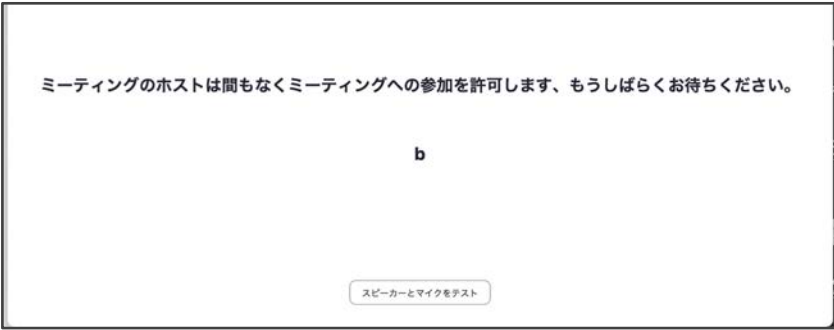 ミーティングのホストは間もなくミーティングへの参加を許可します、もうしばらくお待ちください。
b
スピーカーとマイクをテスト